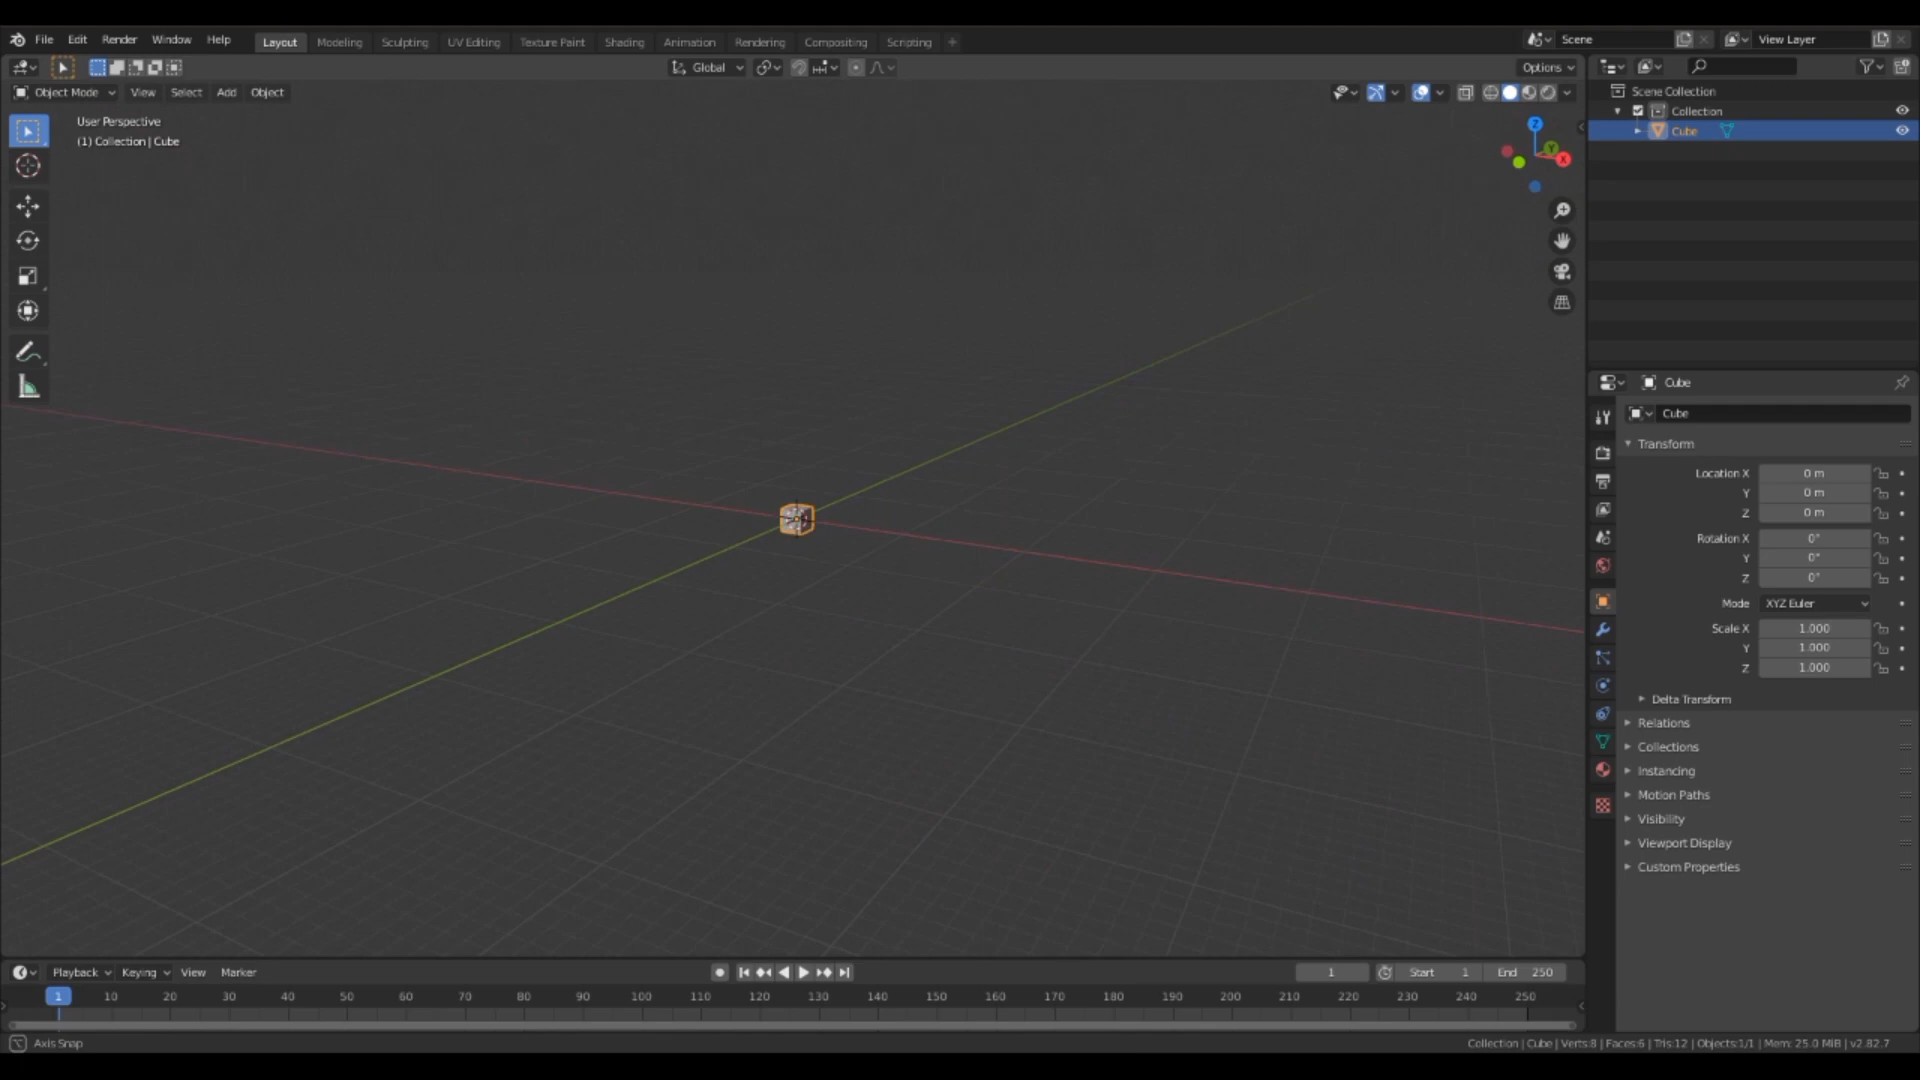 File Edit Render Window Help Layout Modeling Sculpting UV Editing Texture Paint Shading Animation Rendering Compositing Scripting + Scene View Layer
Global Options
Object Mode View Select Add Object
User Perspective
(1) Collection | Cube
Z
Y
X
Scene Collection
Collection
Cube
Cube
Cube
Transform
Location X 0 m
Y 0 m
Z 0 m
Rotation X 0°
Y 0°
Z 0°
Mode XYZ Euler
Scale X 1.000
Y 1.000
Z 1.000
Delta Transform
Relations
Collections
Instancing
Motion Paths
Visibility
Viewport Display
Custom Properties
Playback Keying View Marker 1 Start 1 End 250
1 10 20 30 40 50 60 70 80 90 100 110 120 130 140 150 160 170 180 190 200 210 220 230 240 250
Axis Snap Collection | Cube | Verts:8 | Faces:6 | Tris:12 | Objects:1/1 | Mem: 25.0 MiB | v2.82.7